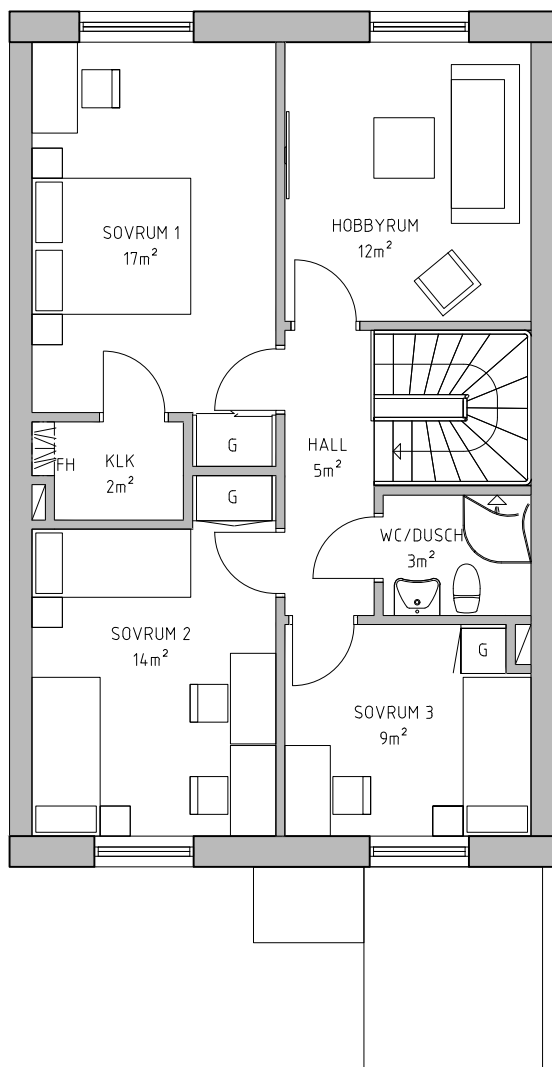 SOVRUM 1
17m²
HOBBYRUM
12m²
KLK
2m²
FH
G
G
HALL
5m²
WC/DUSCH
3m²
SOVRUM 2
14m²
G
SOVRUM 3
9m²